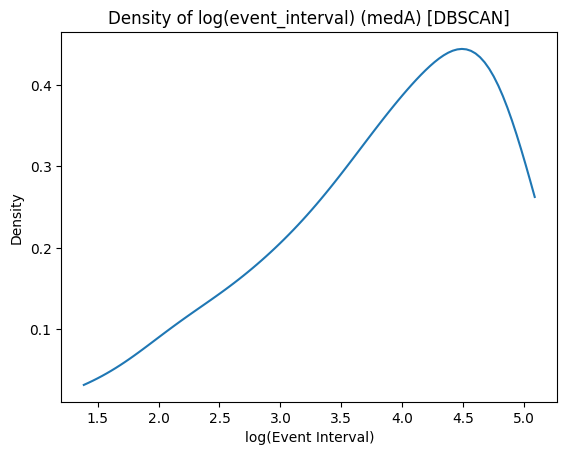 Density of log(event_interval) (medA) [DBSCAN]
Density
0.4
0.3
0.2
0.1
1.5 2.0 2.5 3.0 3.5 4.0 4.5 5.0
log(Event Interval)